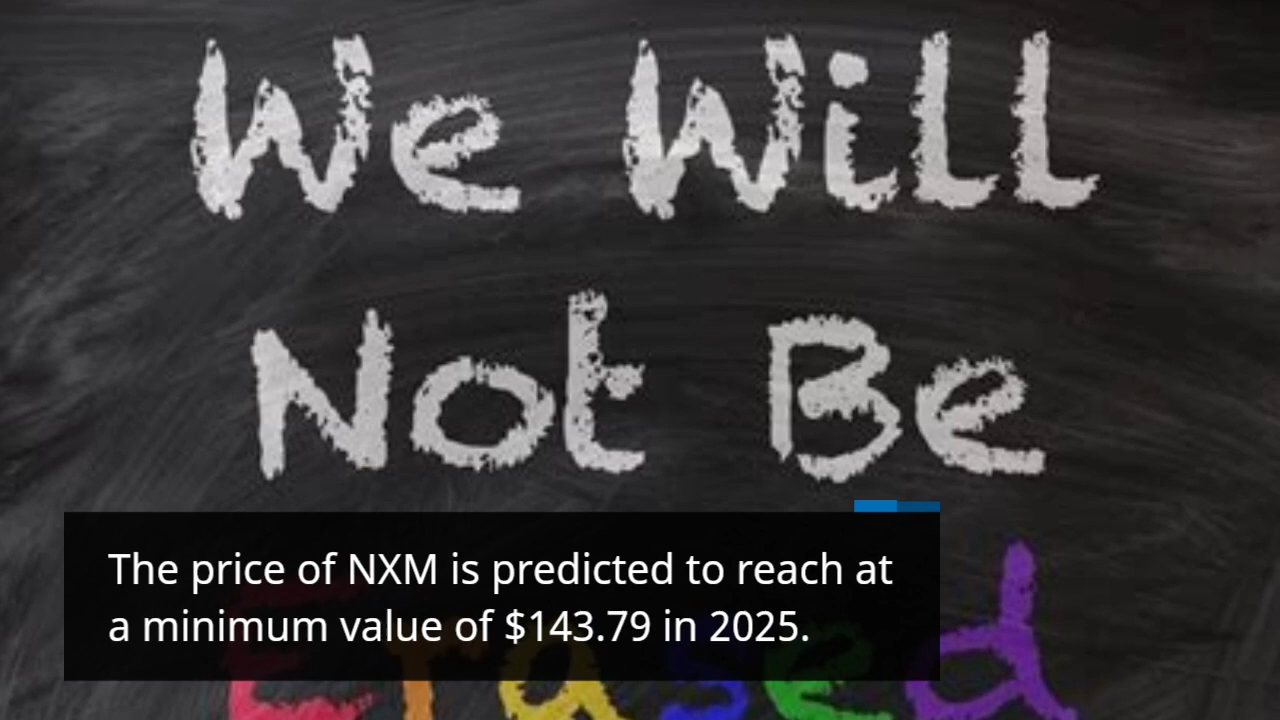 We Will
Not Be
Erased
The price of NXM is predicted to reach at
a minimum value of $143.79 in 2025.